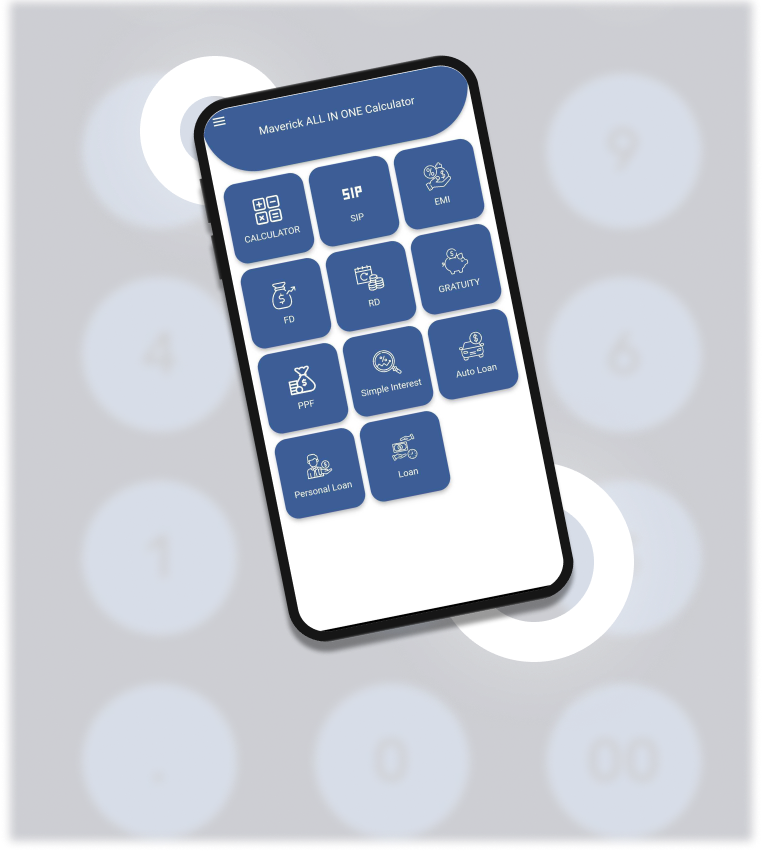 Maverick ALL IN ONE Calculator
CALCULATOR
SIP
SIP
EMI
FD
RD
GRATUITY
PPF
Simple Interest
Auto Loan
Personal Loan
Loan
9
4
6
1
.
0
00